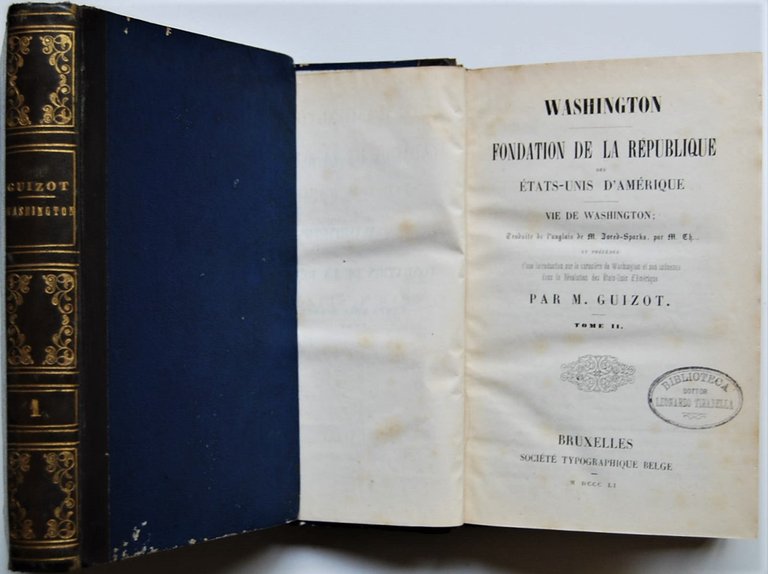 GUIZOT
WASHINGTON
1
WASHINGTON
FONDATION DE LA RÉPUBLIQUE
DES
ÉTATS-UNIS D'AMÉRIQUE
VIE DE WASHINGTON;
Traduite de l'anglais de M. Jared-Sparks, par M. Ch..
ET PRÉCÉDÉE
d'une introduction sur le caractère de Washington et son influence
dans la Révolution des États-Unis d'Amérique
PAR M. GUIZOT.
TOME II.
BIBLIOTECA
DOTTOR
LEONARDO TIRABELLA
BRUXELLES
SOCIÉTÉ TYPOGRAPHIQUE BELGE
M DCCC LI